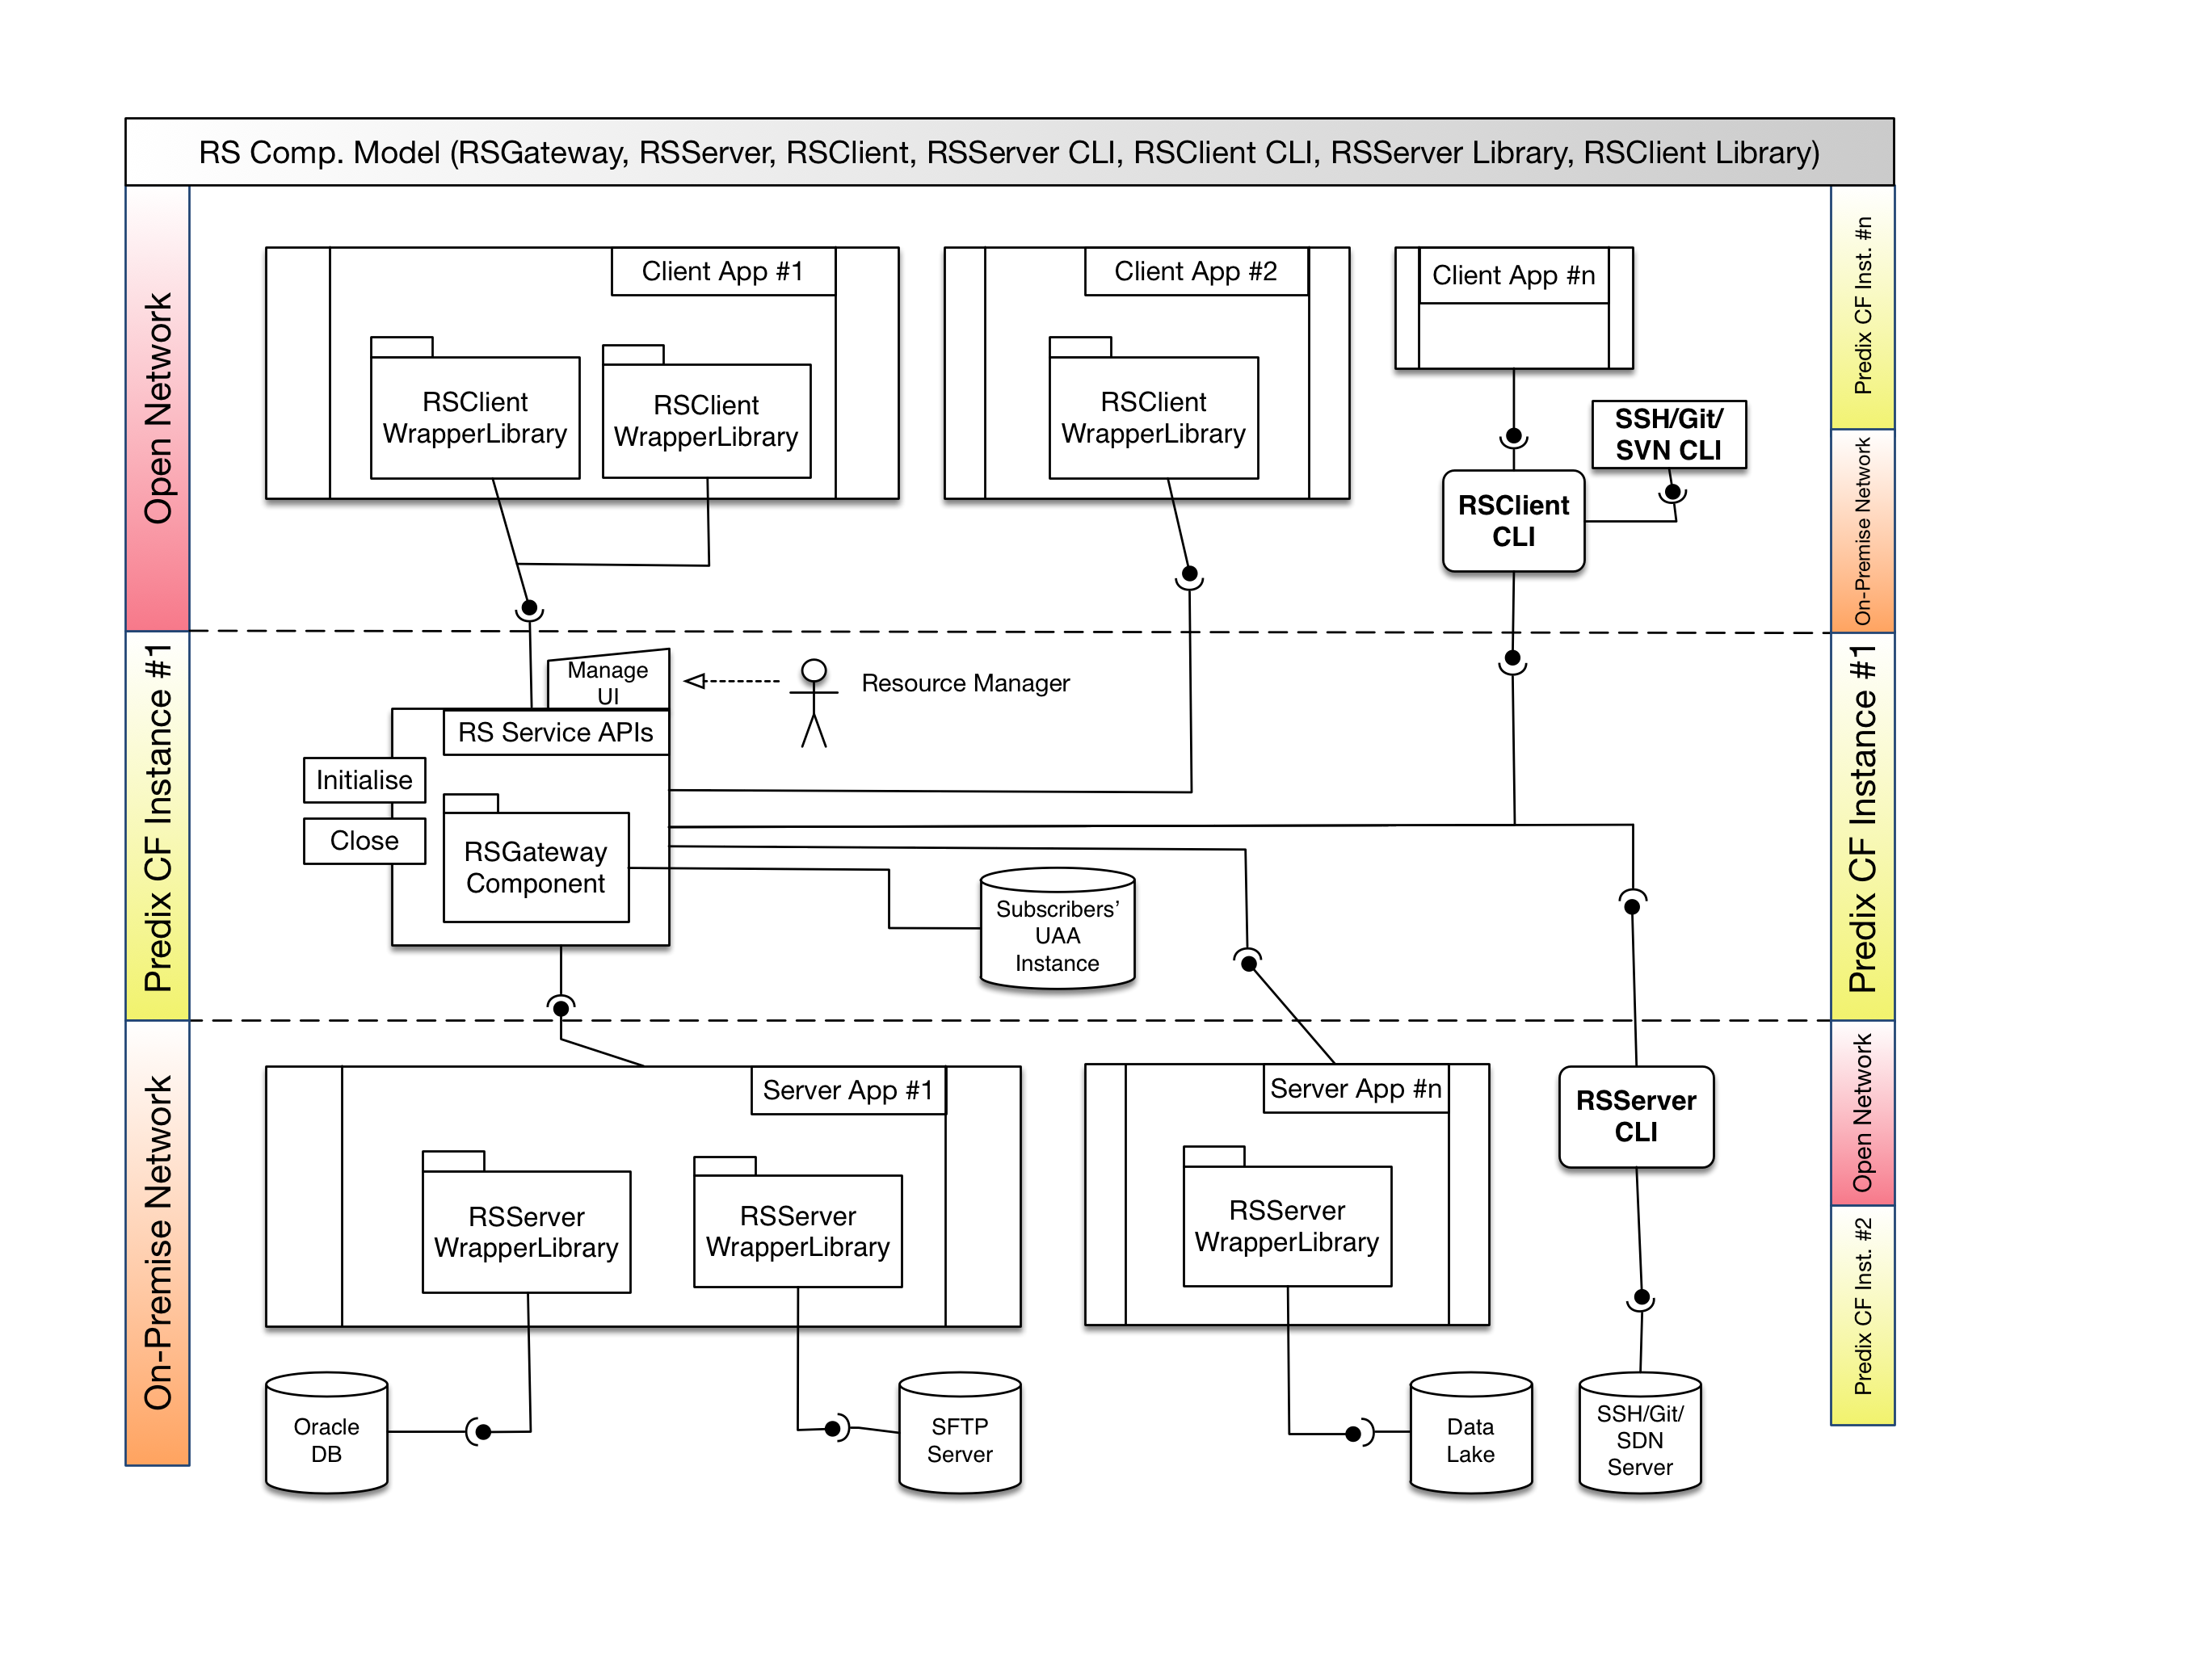 RS Comp. Model (RSGateway, RSServer, RSClient, RSServer CLI, RSClient CLI, RSServer Library, RSClient Library)
Open Network
Predix CF Instance #1
On-Premise Network
Client App #1
RSClient
WrapperLibrary
RSClient
WrapperLibrary
Client App #2
RSClient
WrapperLibrary
Client App #n
SSH/Git/
SVN CLI
RSClient
CLI
Manage
UI
Resource Manager
RS Service APIs
Initialise
Close
RSGateway
Component
Subscribers’
UAA
Instance
Server App #1
RSServer
WrapperLibrary
RSServer
WrapperLibrary
Server App #n
RSServer
WrapperLibrary
RSServer
CLI
Oracle
DB
SFTP
Server
Data
Lake
SSH/Git/
SDN
Server
Predix CF Inst. #n
On-Premise Network
Predix CF Instance #1
Open Network
Predix CF Inst. #2